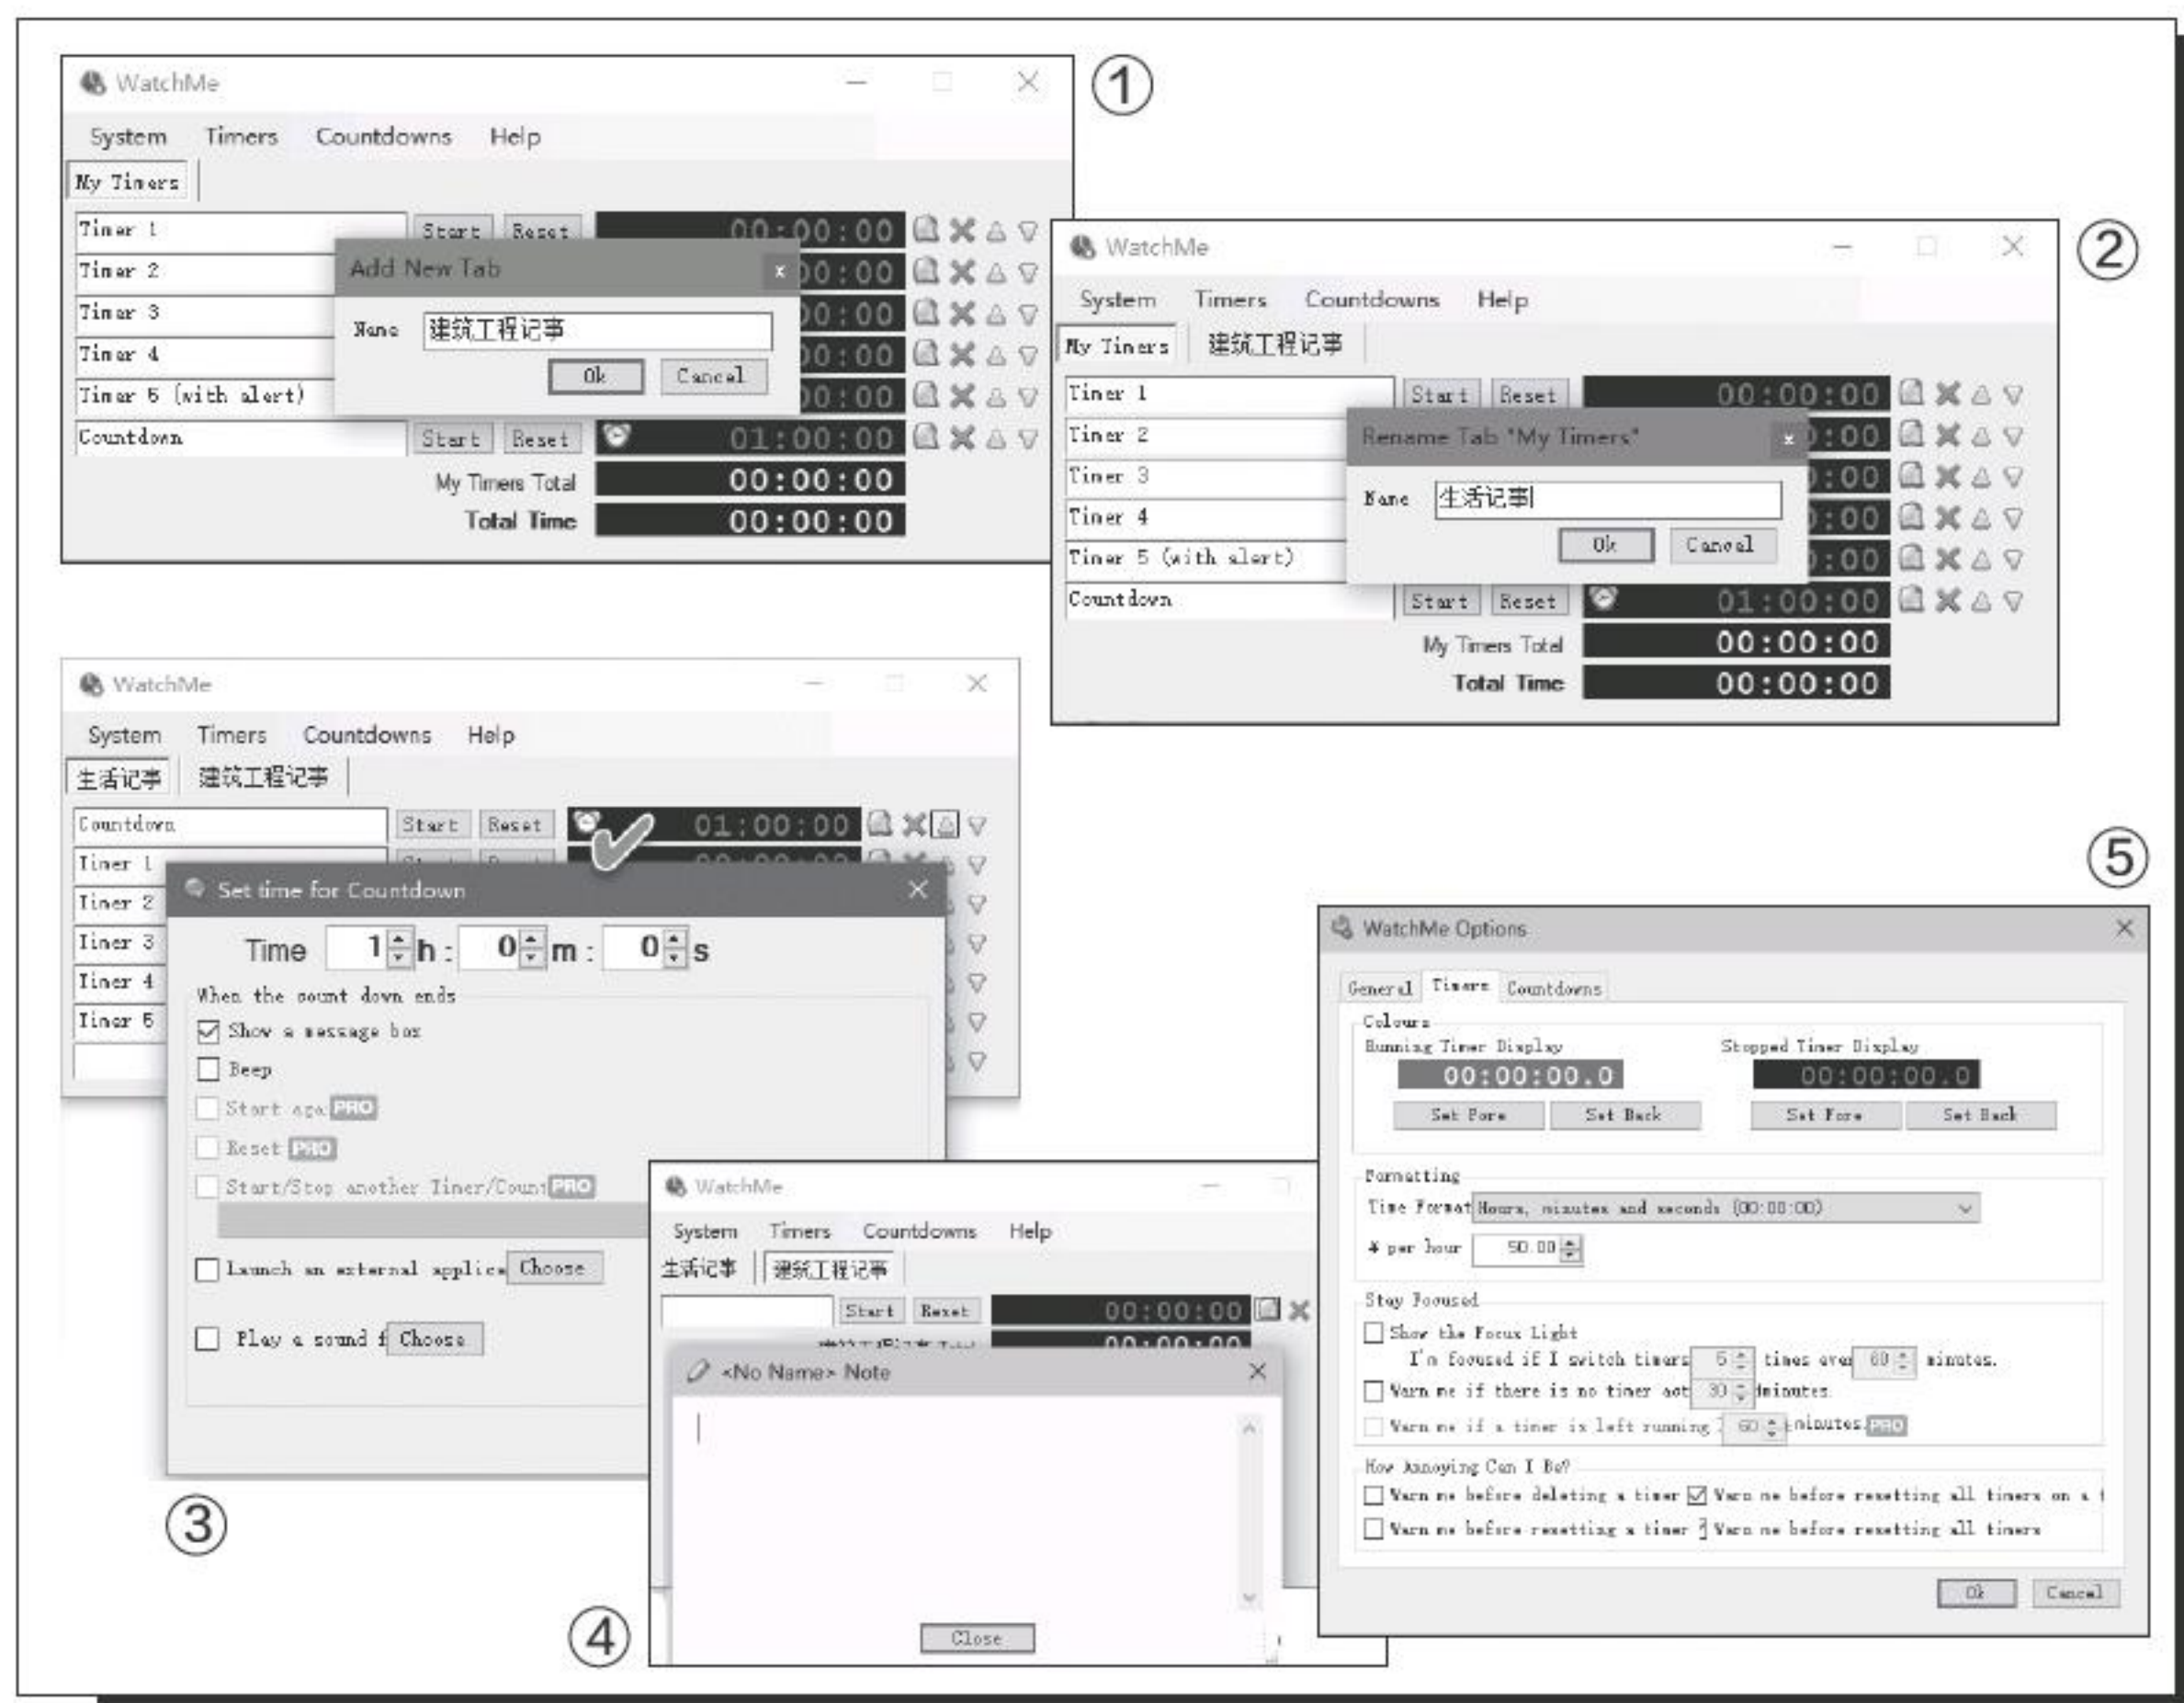 WatchMe
①
System Timers Countdowns Help
My Timers
Timer 1 Start Reset 00:00:00
Timer 2 00:00
Timer 3 00:00
Timer 4 00:00
Timer 5 (with alert) 00:00
Countdown Start Reset 01:00:00
My Timers Total 00:00:00
Total Time 00:00:00
Add New Tab x
Name 建筑工程记事
Ok Cancel
WatchMe
②
System Timers Countdowns Help
My Timers 建筑工程记事
Timer 1 Start Reset 00:00:00
Timer 2 :00
Timer 3 :00
Timer 4 :00
Timer 5 (with alert) :00
Countdown Start Reset 01:00:00
My Timers Total 00:00:00
Total Time 00:00:00
Rename Tab "My Timers" x
Name 生活记事
Ok Cancel
WatchMe
System Timers Countdowns Help
生活记事 建筑工程记事
Countdown Start Reset 01:00:00
Timer 1
Timer 2
Timer 3
Timer 4
Timer 5
Set time for Countdown
Time 1 h : 0 m : 0 s
When the count down ends
Show a message box
Beep
Start aga PRO
Reset PRO
Start/Stop another Timer/Count PRO
Launch an external applica Choose
Play a sound f Choose
③
WatchMe
System Timers Countdowns Help
生活记事 建筑工程记事
Start Reset 00:00:00
<No Name> Note
Close
④
⑤
WatchMe Options
General Timers Countdowns
Colours
Running Timer Display Stopped Timer Display
00:00:00.0 00:00:00.0
Set Fore Set Back Set Fore Set Back
Formatting
Time Format Hours, minutes and seconds (00:00:00)
¥ per hour 50.00
Stay Focused
Show the Focus Light
I'm focused if I switch timers 5 times ever 60 minutes.
Warn me if there is no timer act 30 minutes.
Warn me if a timer is left running 60 minutes. PRO
How Annoying Can I Be?
Warn me before deleting a timer Warn me before resetting all timers on a t
Warn me before resetting a timer Warn me before resetting all timers
Ok Cancel